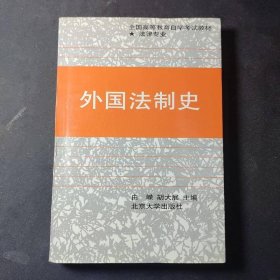 全国高等教育自学考试教材
★ 法律专业
外国法制史
由 嵘 胡大展 主编
北京大学出版社